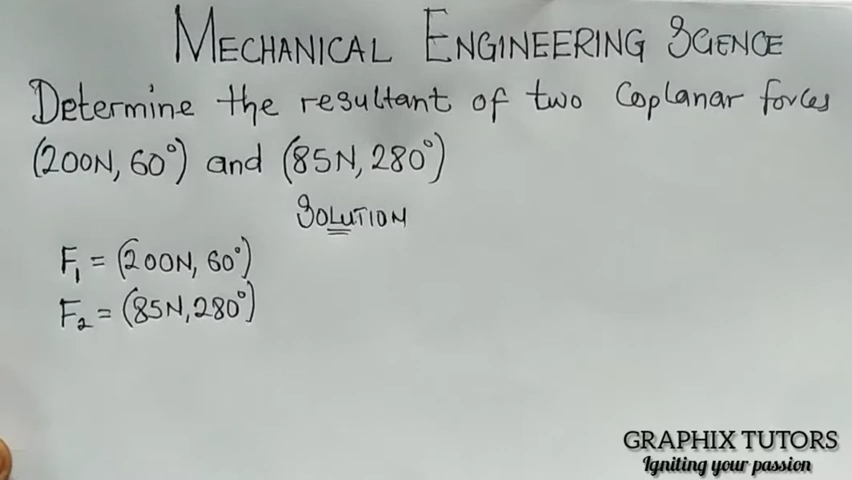 MECHANICAL ENGINEERING SCIENCE
Determine the resultant of two Coplanar forces
(200N, 60°) and (85N, 280°)
SOLUTION
F₁ = (200N, 60°)
F₂ = (85N, 280°)
GRAPHIX TUTORS
Igniting your passion